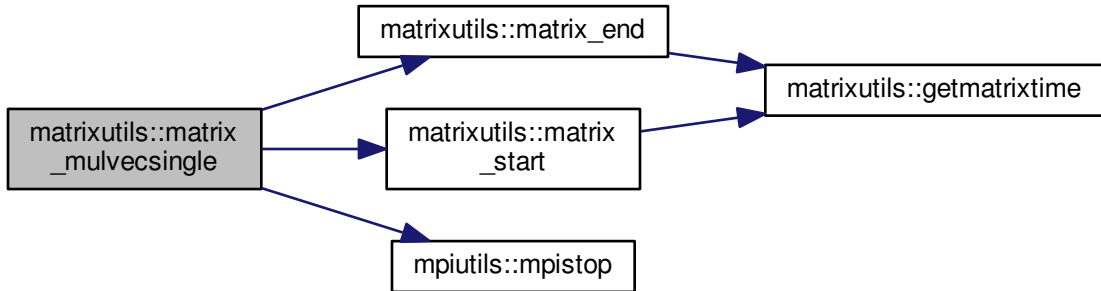 matrixutils::matrix_end
matrixutils::getmatrixtime
matrixutils::matrix
_mulvecsingle
matrixutils::matrix
_start
mpiutils::mpistop